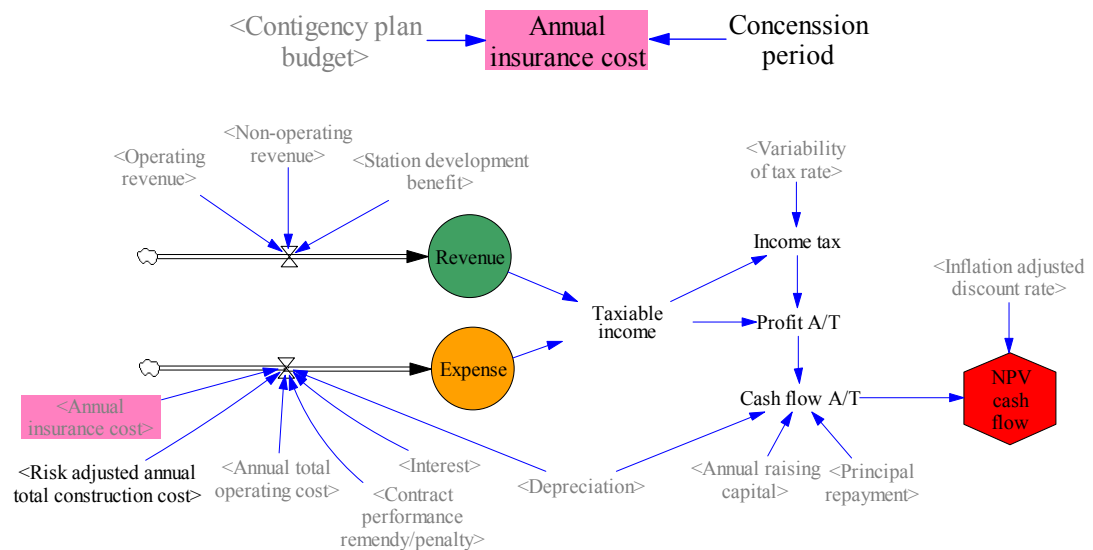 <Contigency plan
budget>
Annual
insurance cost
Concenssion
period
<Non-operating
revenue>
<Operating
revenue>
<Station development
benefit>
<Variability
of tax rate>
Revenue
Income tax
<Inflation adjusted
discount rate>
Taxiable
income
Profit A/T
Expense
NPV
cash
flow
Cash flow A/T
<Annual
insurance cost>
<Risk adjusted annual
total construction cost>
<Annual total
operating cost>
<Interest>
<Contract
performance
remendy/penalty>
<Depreciation>
<Annual raising
capital>
<Principal
repayment>